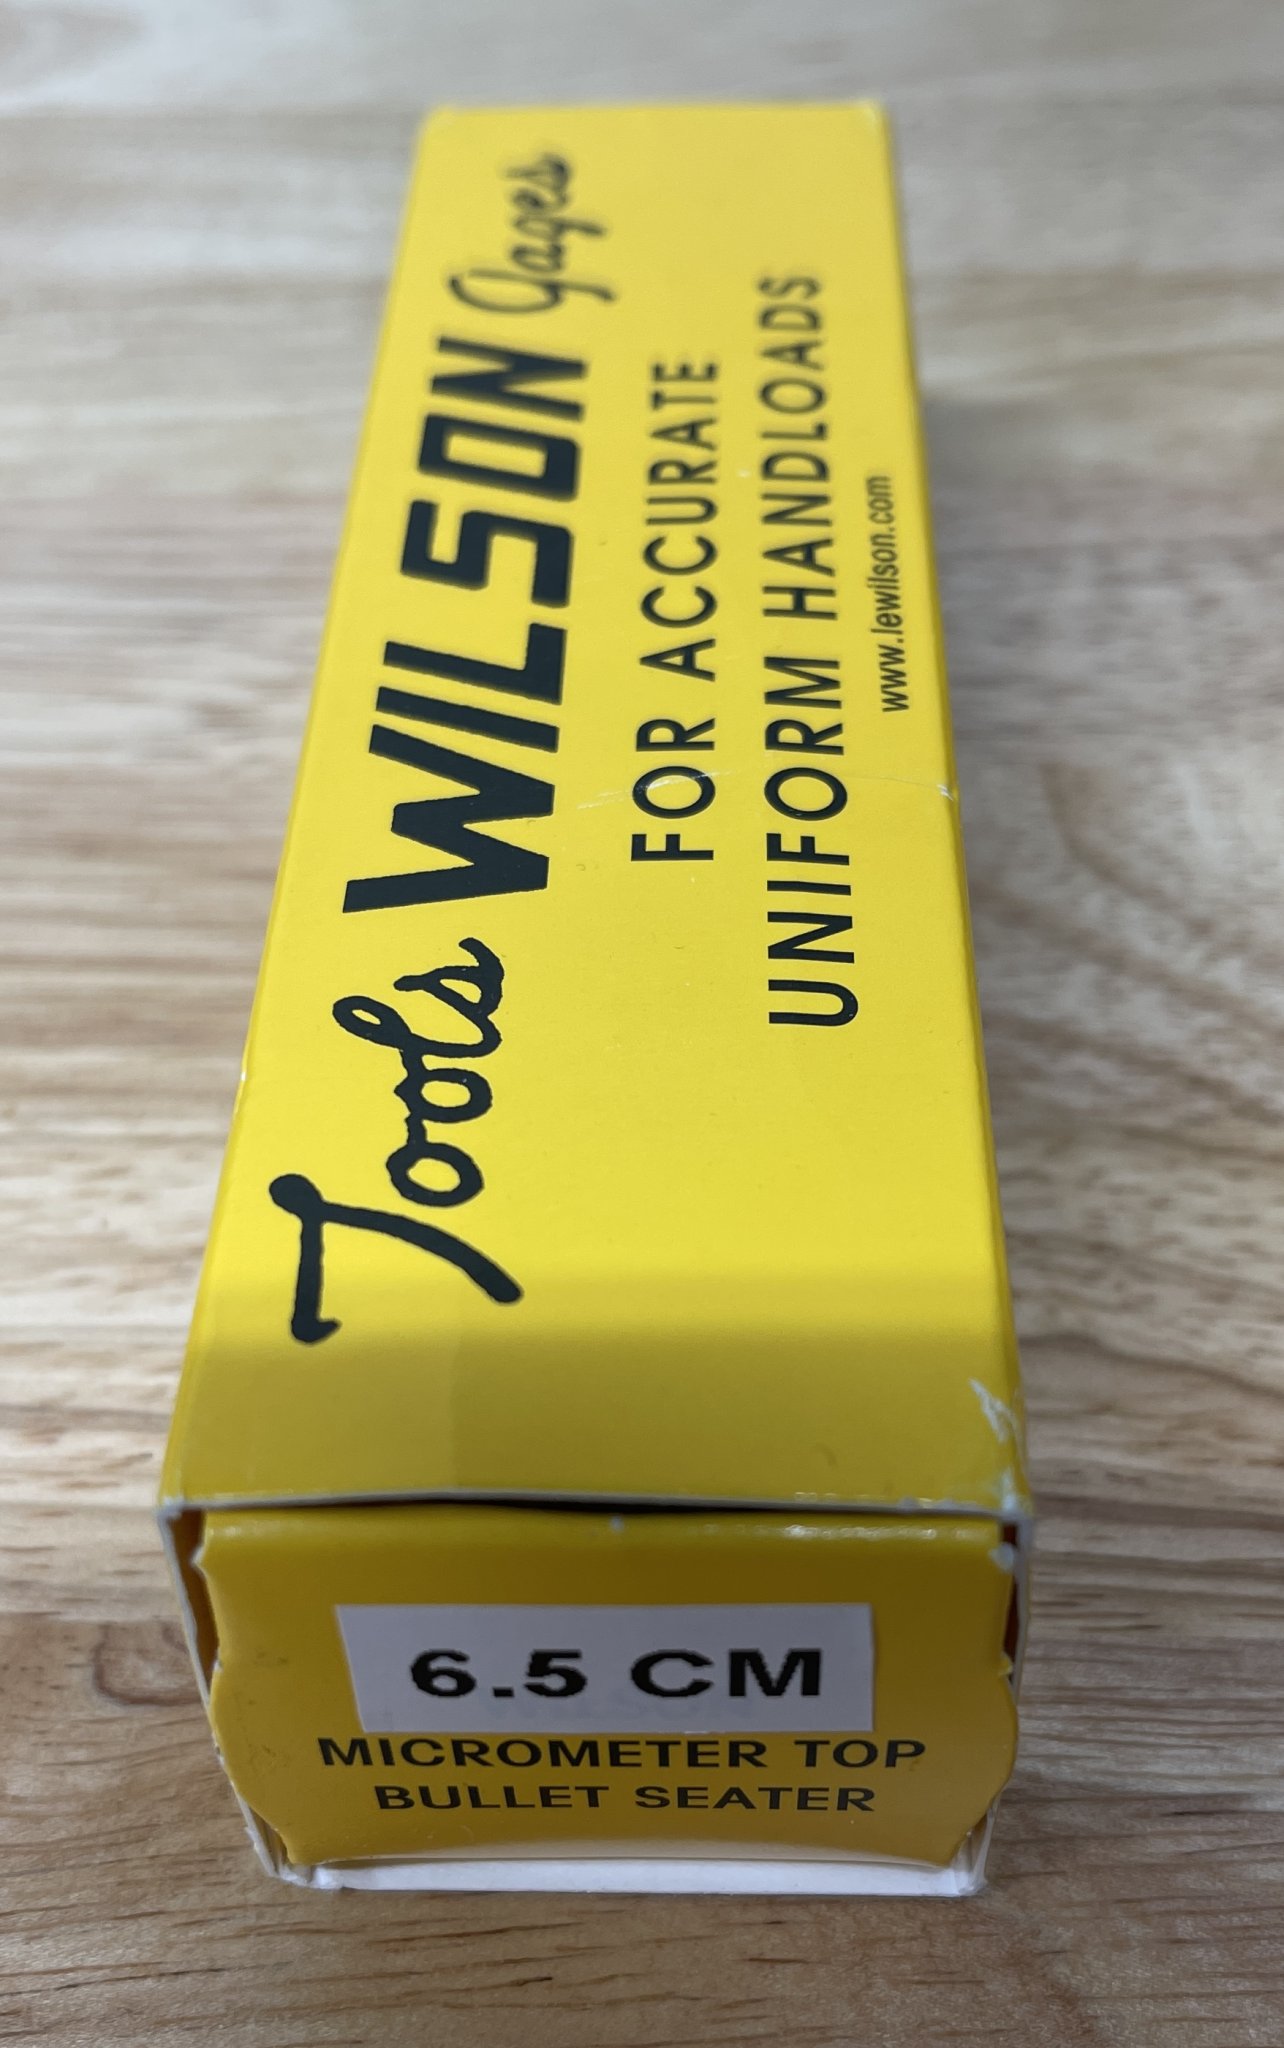 Tools WILSON Gages
FOR ACCURATE
UNIFORM HANDLOADS
www.lewilson.com
6.5 CM
MICROMETER TOP
BULLET SEATER